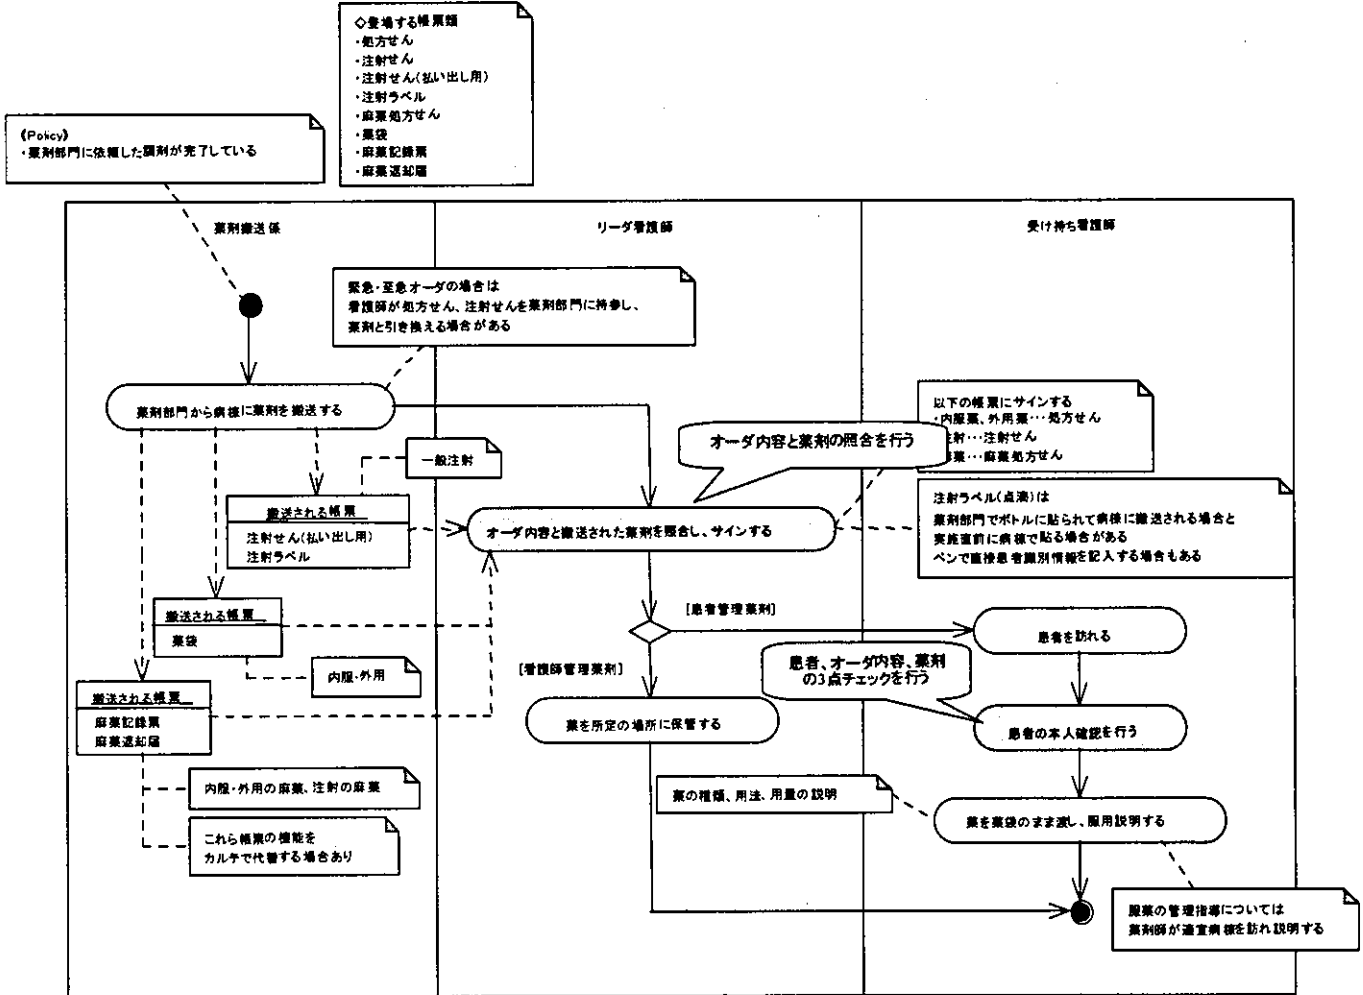 ◇登場する帳票類
・処方せん
・注射せん
・注射せん(払い出し用)
・注射ラベル
・麻薬処方せん
・薬袋
・麻薬記録票
・麻薬返却届
《Policy》
・薬剤部門に依頼した調剤が完了している
薬剤搬送係
リーダ看護師
受け持ち看護師
緊急・至急オーダの場合は
看護師が処方せん、注射せんを薬剤部門に持参し、
薬剤と引き換える場合がある
薬剤部門から病棟に薬剤を搬送する
以下の帳票にサインする
・内服薬、外用薬…処方せん
射…注射せん
薬…麻薬処方せん
オーダ内容と薬剤の照合を行う
一般注射
搬送される帳票
注射せん(払い出し用)
注射ラベル
オーダ内容と搬送された薬剤を照合し、サインする
注射ラベル(点滴)は
薬剤部門でボトルに貼られて病棟に搬送される場合と
実施直前に病棟で貼る場合がある
ペンで直接患者識別情報を記入する場合もある
搬送される帳票
薬袋
[患者管理薬剤]
患者を訪れる
内服・外用
[看護師管理薬剤]
患者、オーダ内容、薬剤
の3点チェックを行う
搬送される帳票
麻薬記録票
麻薬返却届
薬を所定の場所に保管する
患者の本人確認を行う
内服・外用の麻薬、注射の麻薬
薬の種類、用法、用量の説明
薬を薬袋のまま渡し、服用説明する
これら帳票の機能を
カルテで代替する場合あり
服薬の管理指導については
薬剤師が適宜病棟を訪れ説明する